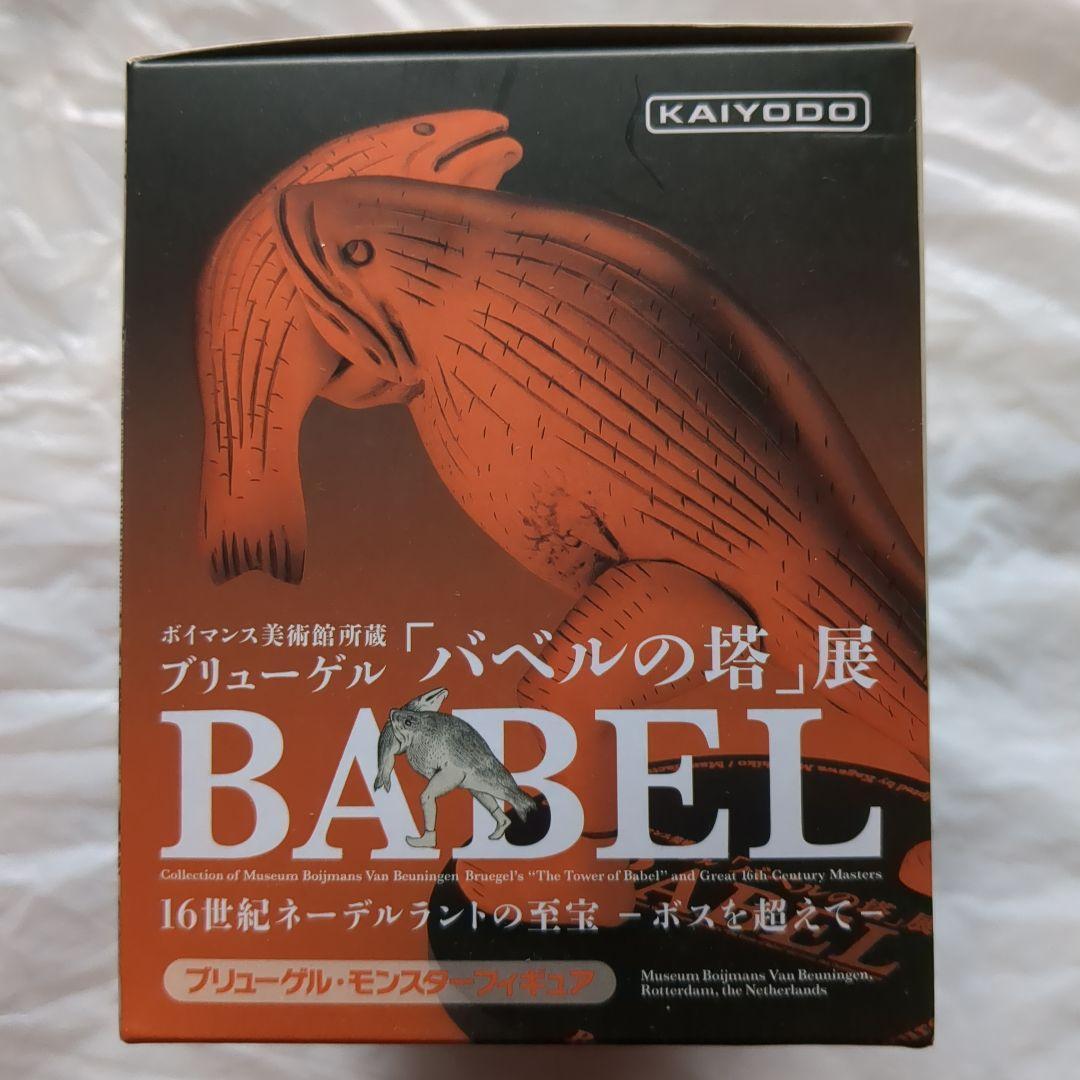 KAIYODO
ボイマンス美術館所蔵
ブリューゲル「バベルの塔」展
BABEL
Collection of Museum Boijmans Van Beuningen Bruegel's "The Tower of Babel" and Great 16th Century Masters
16世紀ネーデルラントの至宝 －ボスを超えて－
ブリューゲル・モンスターフィギュア
Museum Boijmans Van Beuningen,
Rotterdam, the Netherlands